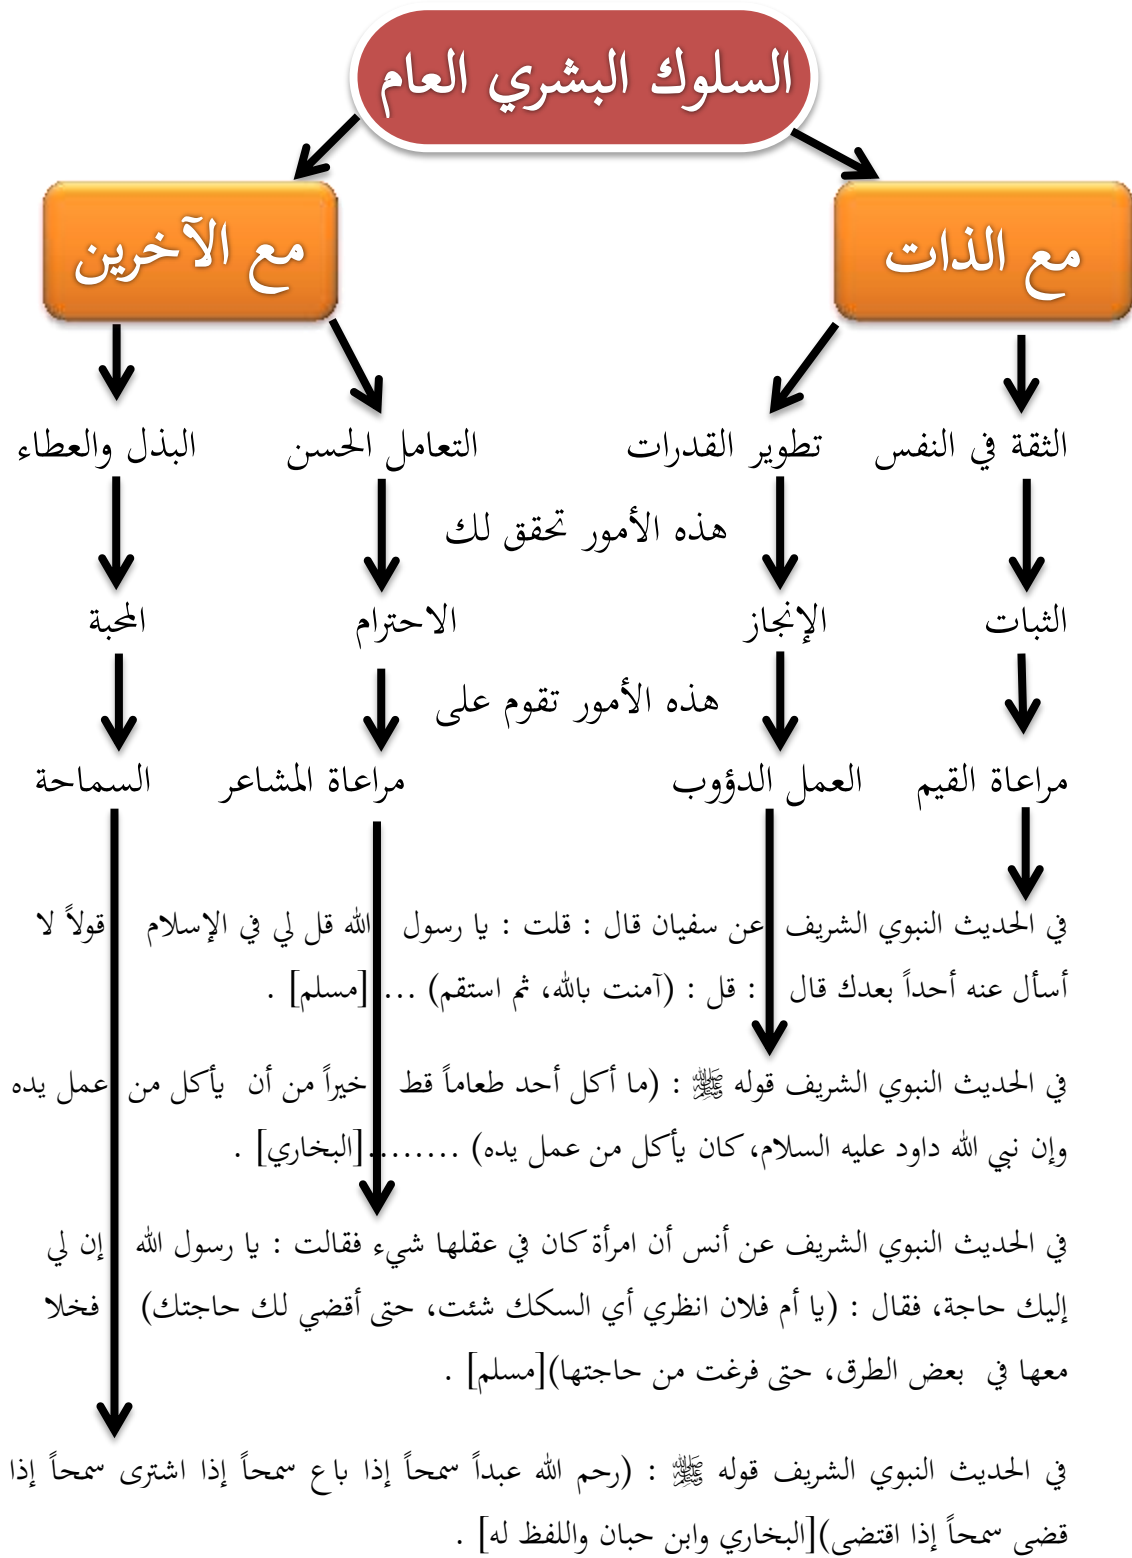 السلوك البشري العام
مع الذات
مع الآخرين
الثقة في النفس
تطوير القدرات
التعامل الحسن
البذل والعطاء
هذه الأمور تحقق لك
الثبات
الإنجاز
الاحترام
المحبة
هذه الأمور تقوم على
مراعاة القيم
العمل الدؤوب
مراعاة المشاعر
السماحة
في الحديث النبوي الشريف عن سفيان قال : قلت : يا رسول الله قل لي في الإسلام قولاً لا
أسأل عنه أحداً بعدك قال : قل : (آمنت بالله، ثم استقم) ... [مسلم] .
في الحديث النبوي الشريف قوله ﷺ : (ما أكل أحد طعاماً قط خيراً من أن يأكل من عمل يده
وإن نبي الله داود عليه السلام، كان يأكل من عمل يده) ........[البخاري] .
في الحديث النبوي الشريف عن أنس أن امرأة كان في عقلها شيء فقالت : يا رسول الله إن لي
إليك حاجة، فقال : (يا أم فلان انظري أي السكك شئت، حتى أقضي لك حاجتك) فخلا
معها في بعض الطرق، حتى فرغت من حاجتها)[مسلم] .
في الحديث النبوي الشريف قوله ﷺ : (رحم الله عبداً سمحاً إذا باع سمحاً إذا اشترى سمحاً إذا
قضى سمحاً إذا اقتضى)[البخاري وابن حبان واللفظ له] .